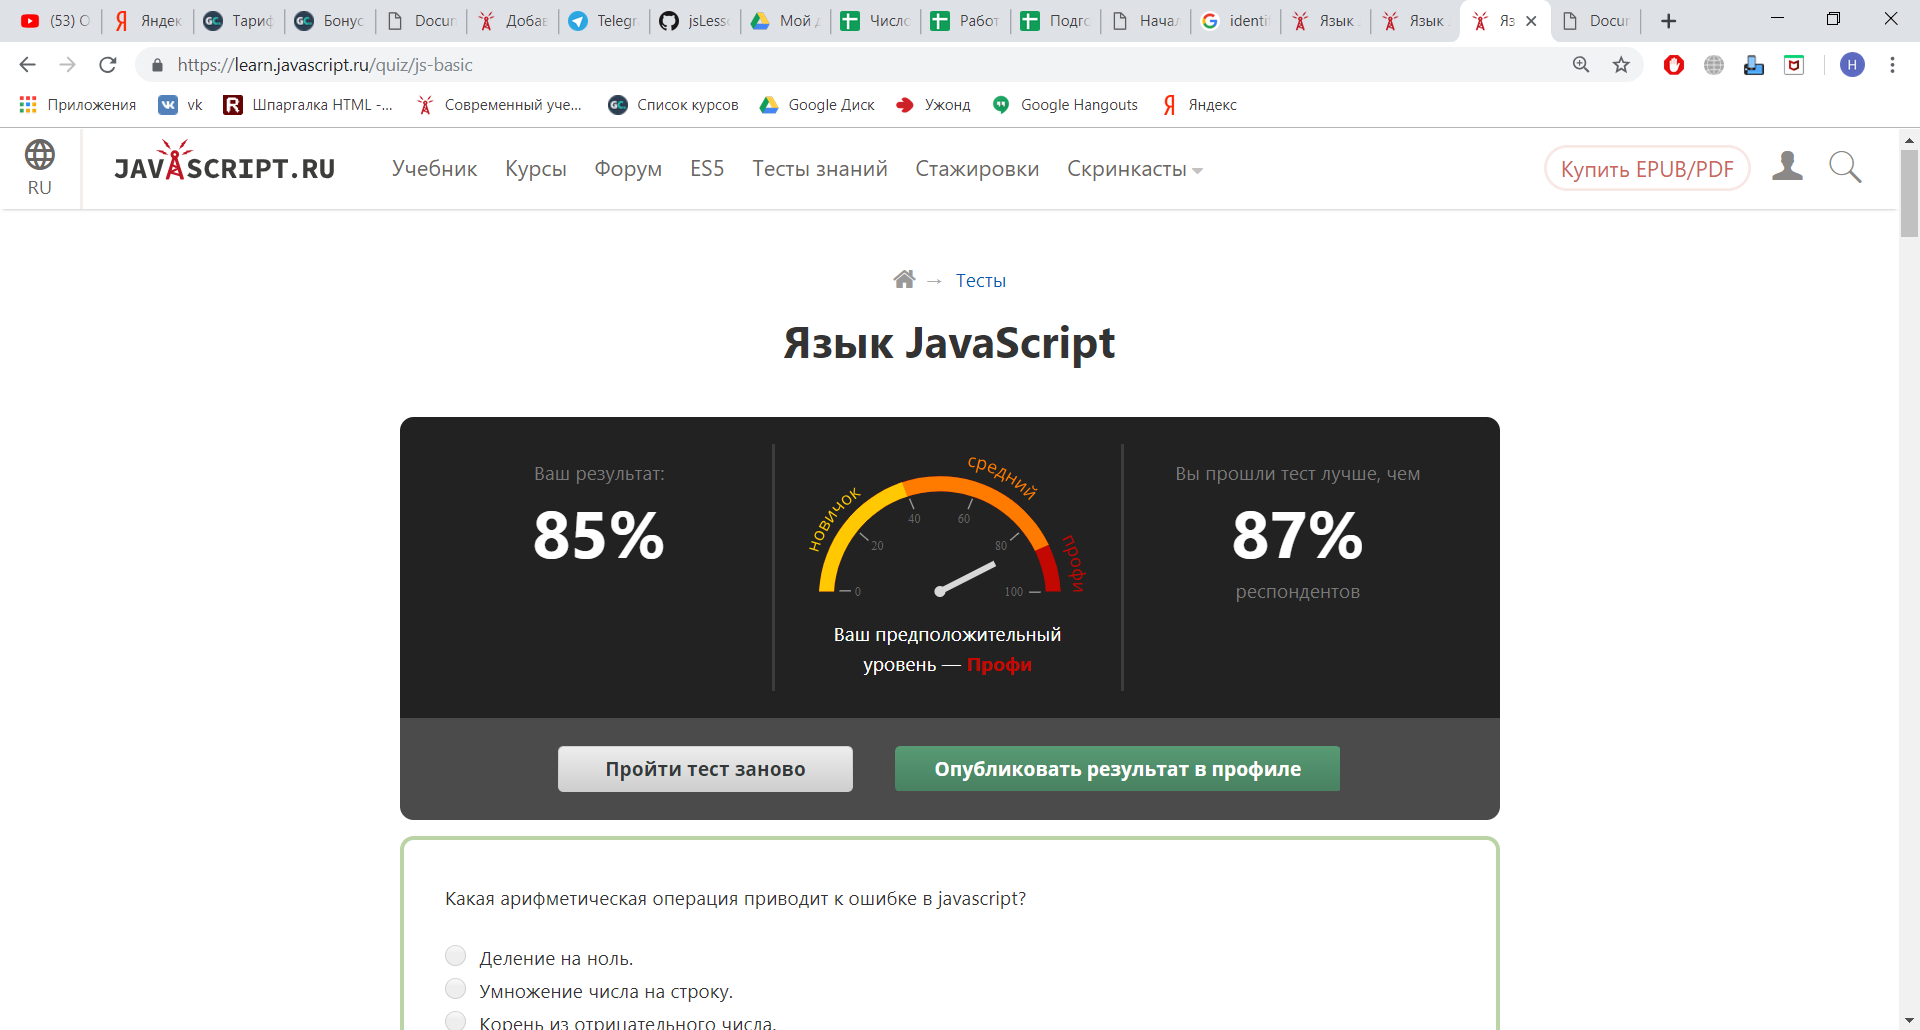 (53) О
Яндек
Тариф
Бонус
Docum
Добав
Telegr
jsLesso
Мой д
Число
Работ
Подго
Начал
identif
Язык
Язык
Яз
Docum
https://learn.javascript.ru/quiz/js-basic
Н
Приложения
vk
Шпаргалка HTML -...
Современный уче...
Список курсов
Google Диск
Ужонд
Google Hangouts
Яндекс
RU
JAVASCRIPT.RU
Учебник
Курсы
Форум
ES5
Тесты знаний
Стажировки
Скринкасты
Купить EPUB/PDF
→ Тесты
Язык JavaScript
Ваш результат:
85%
новичок
средний
профи
0
20
40
60
80
100
Ваш предположительный
уровень — Профи
Вы прошли тест лучше, чем
87%
респондентов
Пройти тест заново
Опубликовать результат в профиле
Какая арифметическая операция приводит к ошибке в javascript?
Деление на ноль.
Умножение числа на строку.
Корень из отрицательного числа.